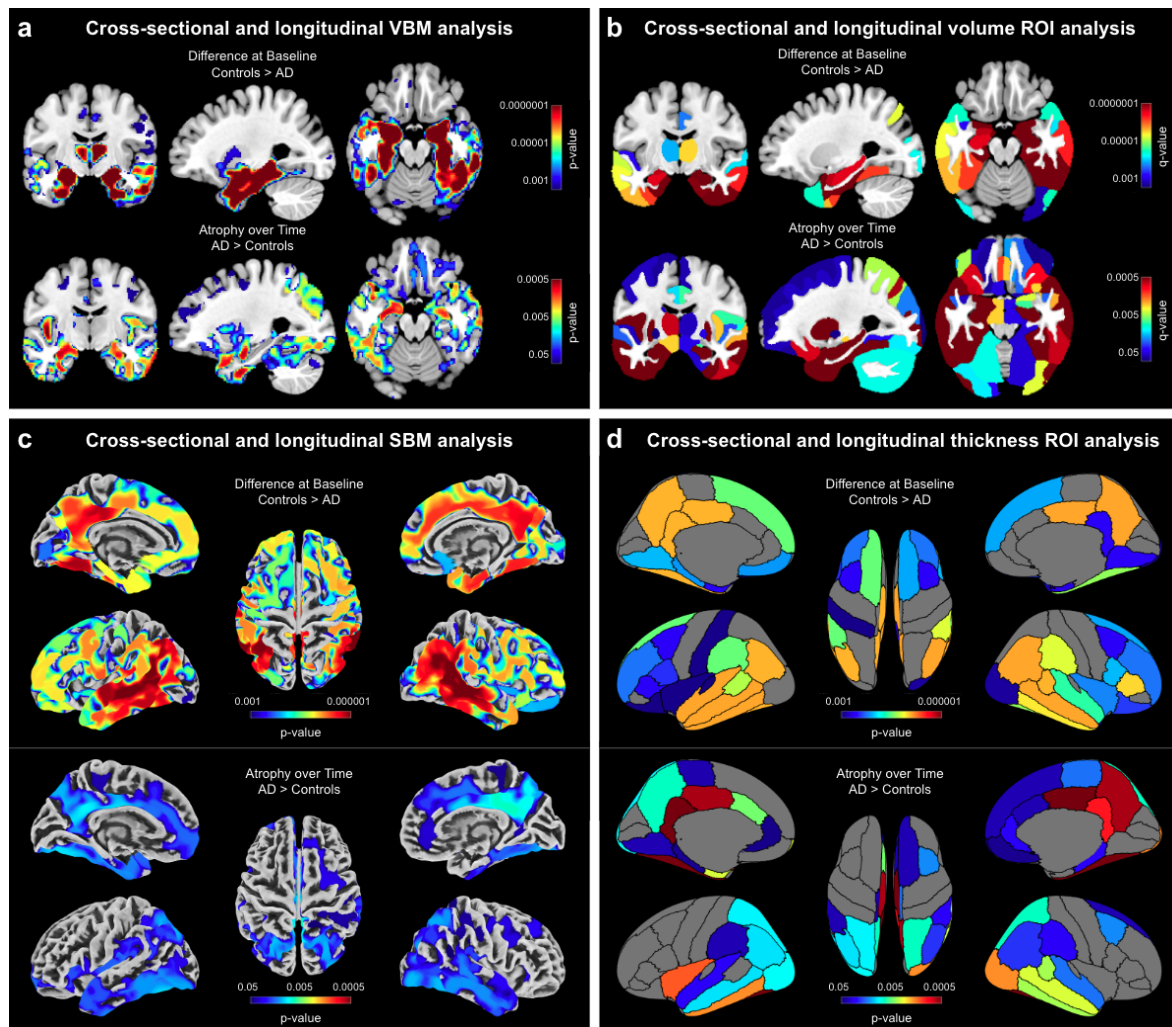 a Cross-sectional and longitudinal VBM analysis
Difference at Baseline
Controls > AD
0.0000001
0.00001
0.001
p-value
Atrophy over Time
AD > Controls
0.0005
0.05
p-value
b Cross-sectional and longitudinal volume ROI analysis
Difference at Baseline
Controls > AD
0.0000001
0.00001
0.001
q-value
Atrophy over Time
AD > Controls
0.0005
0.05
q-value
c Cross-sectional and longitudinal SBM analysis
Difference at Baseline
Controls > AD
0.001 0.000001
p-value
Atrophy over Time
AD > Controls
0.05 0.005 0.0005
p-value
d Cross-sectional and longitudinal thickness ROI analysis
Difference at Baseline
Controls > AD
0.001 0.000001
p-value
Atrophy over Time
AD > Controls
0.05 0.005 0.0005
p-value